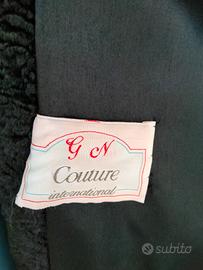 G N
Couture
international
subito